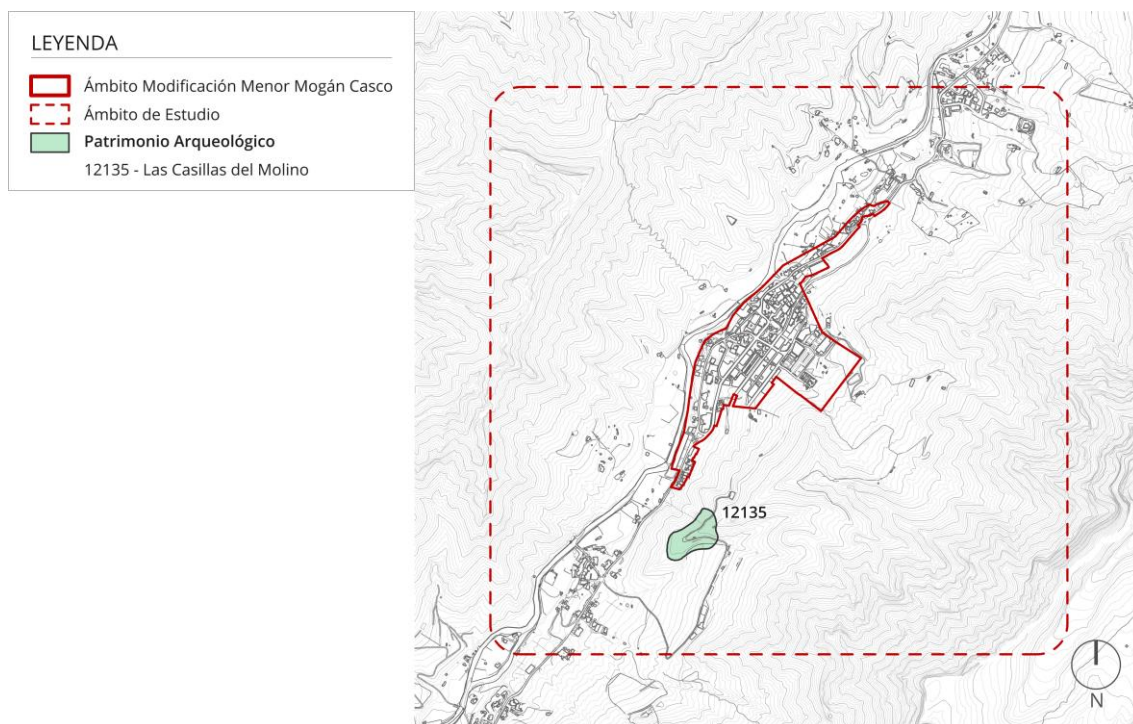 LEYENDA
Ámbito Modificación Menor Mogán Casco
Ámbito de Estudio
Patrimonio Arqueológico
12135 - Las Casillas del Molino
12135
N